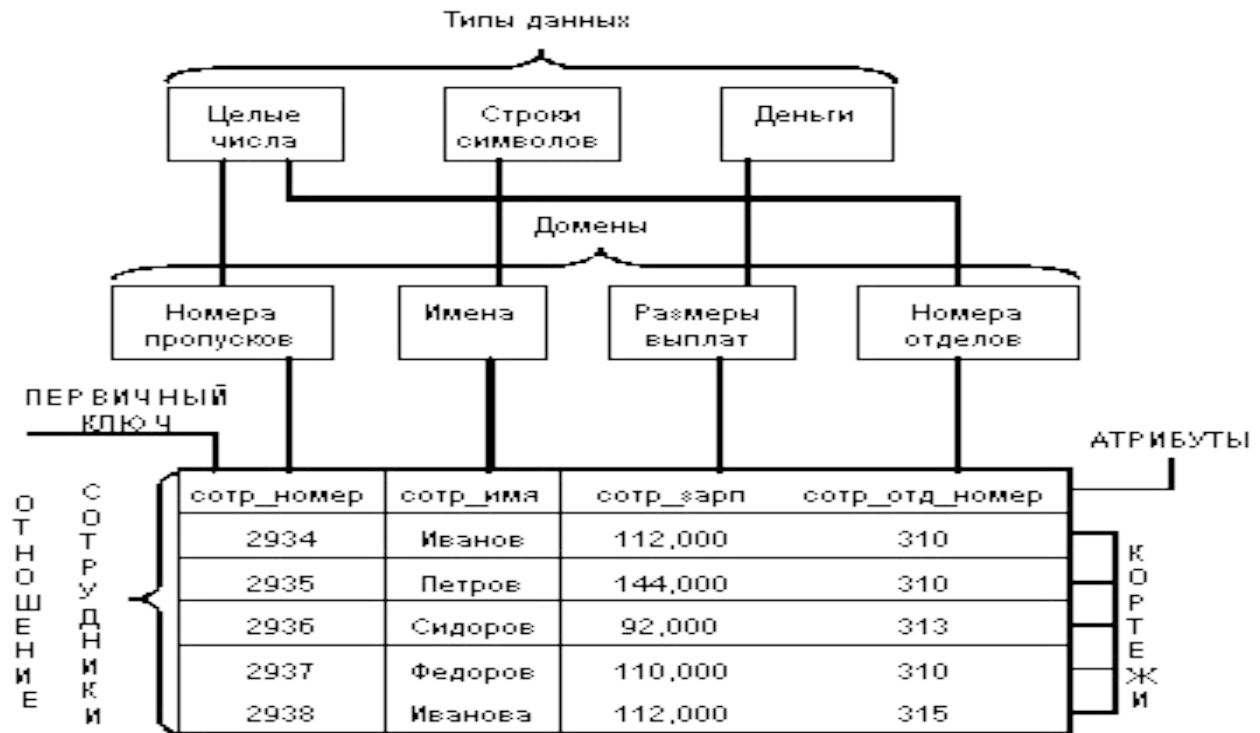 Типы данных
Целые
числа
Строки
символов
Деньги
Домены
Номера
пропусков
Имена
Размеры
выплат
Номера
отделов
ПЕРВИЧНЫЙ
КЛЮЧ
АТРИБУТЫ
ОТНОШЕНИЕ
СОТРУДНИКИ
сотр_номер сотр_имя сотр_зарп сотр_отд_номер
2934 Иванов 112,000 310
2935 Петров 144,000 310
2936 Сидоров 92,000 313
2937 Федоров 110,000 310
2938 Иванова 112,000 315
КОРТЕЖИ